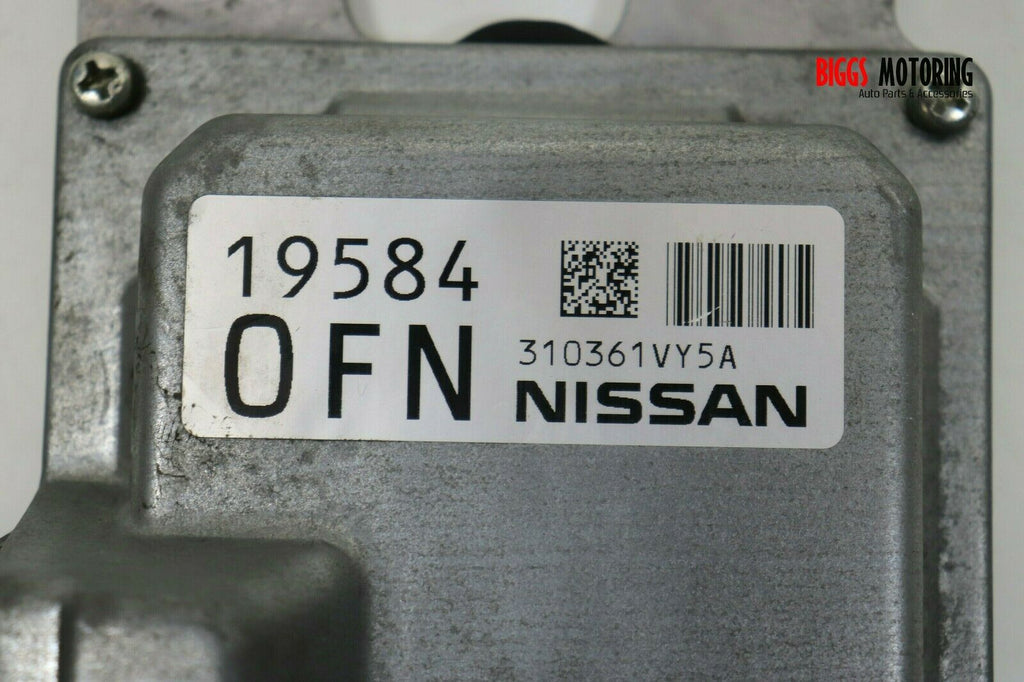 BIGGS MOTORING
Auto Parts & Accessories
19584
0FN
310361VY5A
NISSAN